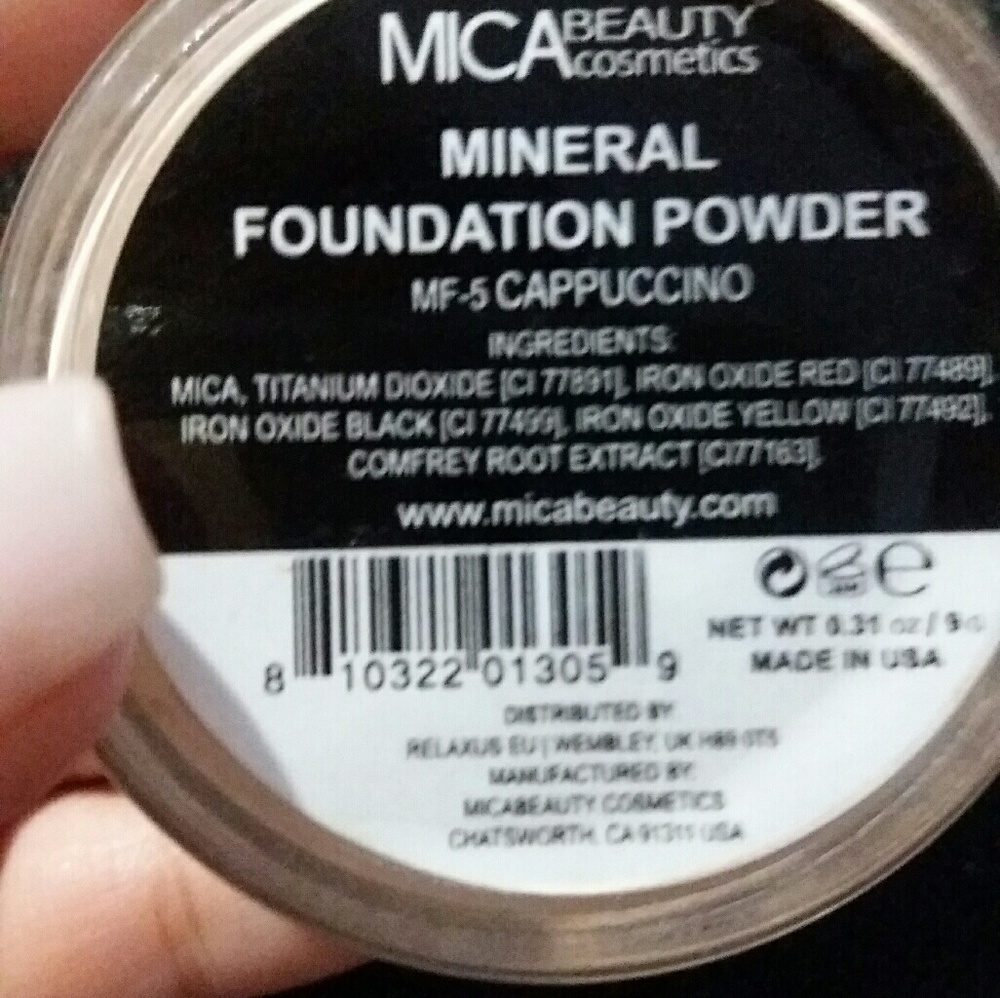 MICA BEAUTY cosmetics
MINERAL
FOUNDATION POWDER
MF-5 CAPPUCCINO
INGREDIENTS:
MICA, TITANIUM DIOXIDE [CI 77891], IRON OXIDE RED [CI 77489],
IRON OXIDE BLACK [CI 77499], IRON OXIDE YELLOW [CI 77492],
COMFREY ROOT EXTRACT [CI77163].
www.micabeauty.com
8 10322 01305 9
NET WT 0.31 oz / 9 G
MADE IN USA
DISTRIBUTED BY:
RELAXUS EU | WEMBLEY, UK
MANUFACTURED BY:
MICABEAUTY COSMETICS
CHATSWORTH, CA 91311 USA